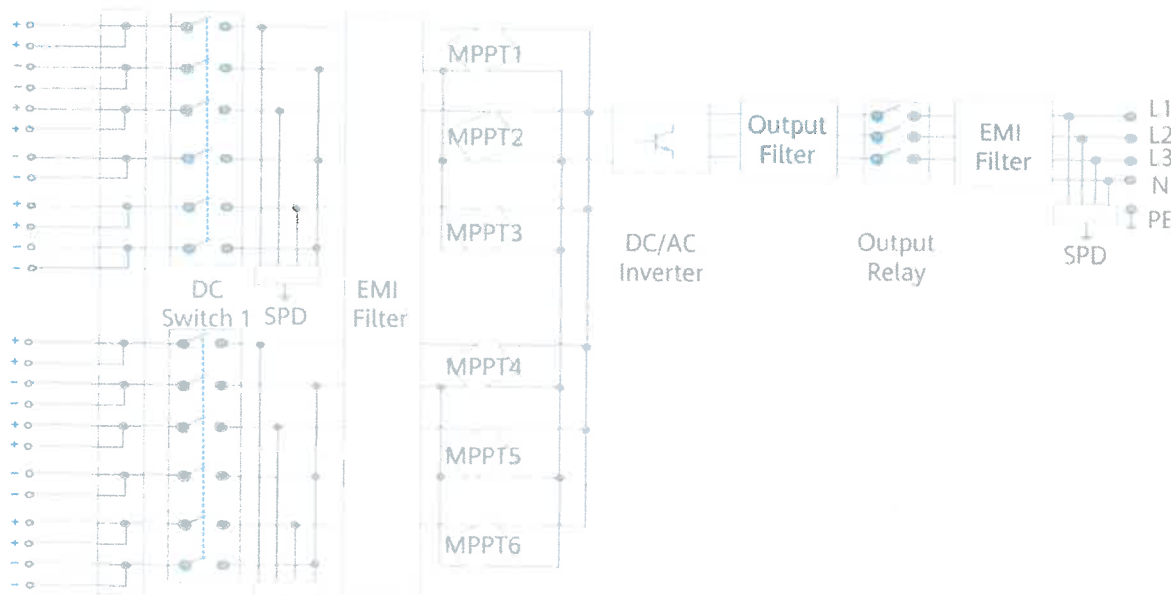 +
+
-
-
+
+
-
-
+
+
-
-
DC
Switch 1
SPD
EMI
Filter
MPPT1
MPPT2
MPPT3
DC/AC
Inverter
Output
Filter
Output
Relay
EMI
Filter
SPD
L1
L2
L3
N
PE
+
+
-
-
+
+
-
-
+
+
-
-
MPPT4
MPPT5
MPPT6